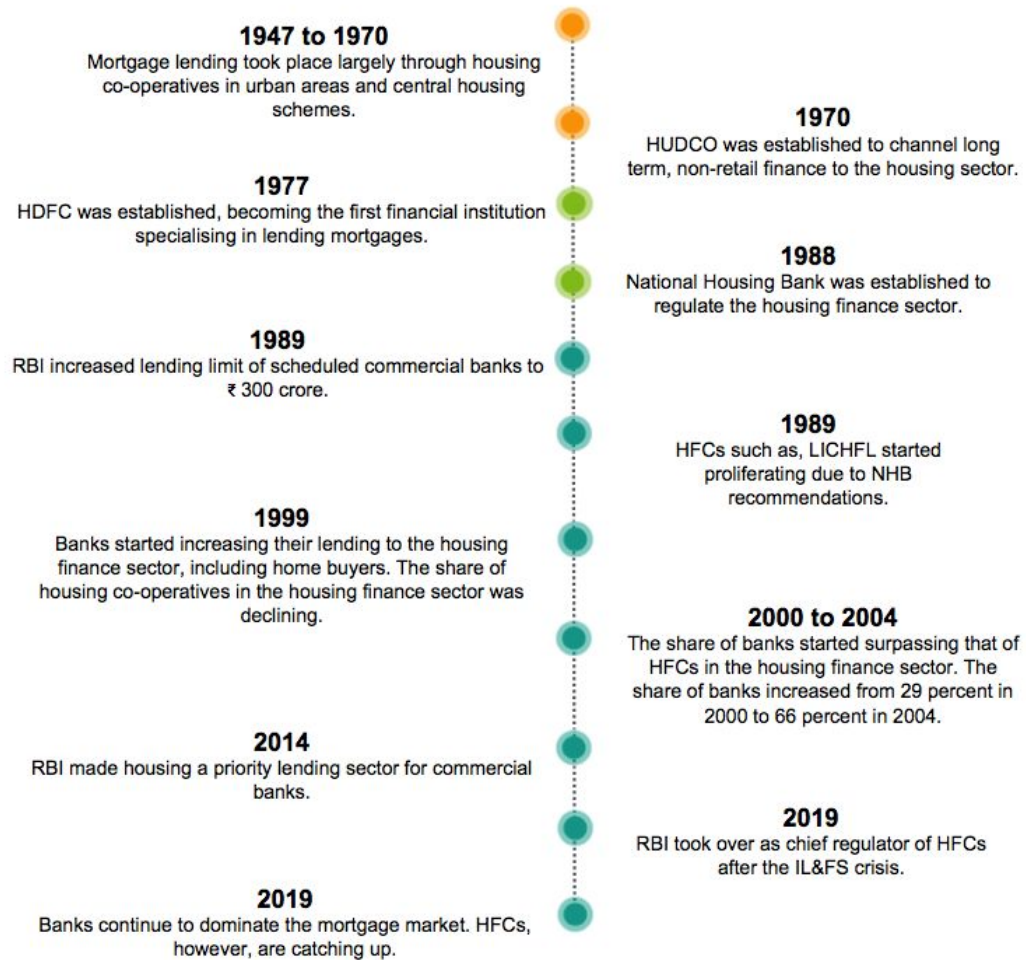 1947 to 1970
Mortgage lending took place largely through housing
co-operatives in urban areas and central housing
schemes.
1970
HUDCO was established to channel long
term, non-retail finance to the housing sector.
1977
HDFC was established, becoming the first financial institution
specialising in lending mortgages.
1988
National Housing Bank was established to
regulate the housing finance sector.
1989
RBI increased lending limit of scheduled commercial banks to
₹ 300 crore.
1989
HFCs such as, LICHFL started
proliferating due to NHB
recommendations.
1999
Banks started increasing their lending to the housing
finance sector, including home buyers. The share of
housing co-operatives in the housing finance sector was
declining.
2000 to 2004
The share of banks started surpassing that of
HFCs in the housing finance sector. The
share of banks increased from 29 percent in
2000 to 66 percent in 2004.
2014
RBI made housing a priority lending sector for commercial
banks.
2019
RBI took over as chief regulator of HFCs
after the IL&FS crisis.
2019
Banks continue to dominate the mortgage market. HFCs,
however, are catching up.